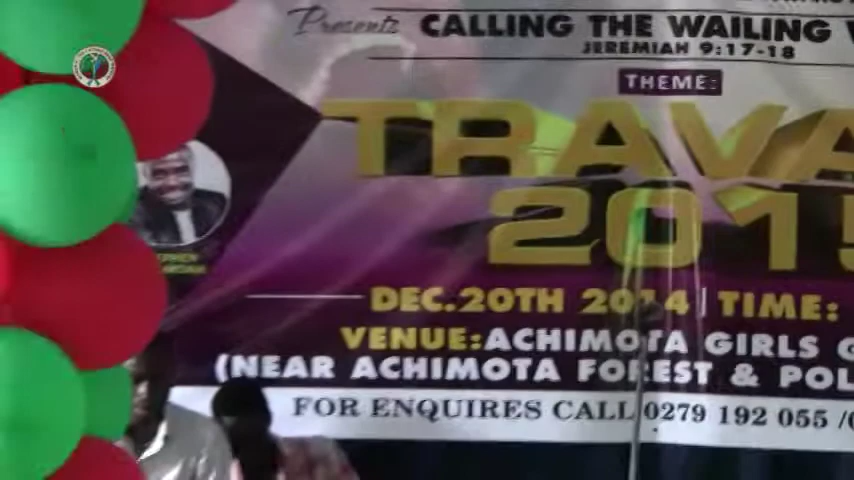 Presents
CALLING THE WAILING
JEREMIAH 9:17-18
THEME:
TRAVA
201
DEC.20TH 2014 | TIME:
VENUE:ACHIMOTA GIRLS
(NEAR ACHIMOTA FOREST & POL
FOR ENQUIRES CALL 0279 192 055 /